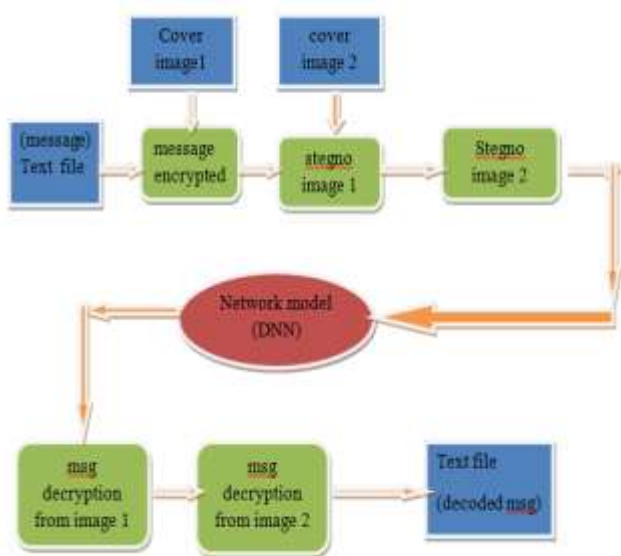 Cover
image1
cover
image 2
(message)
Text file
message
encrypted
stegno
image 1
Stegno
image 2
Network model
(DNN)
msg
decryption
from image 1
msg
decryption
from image 2
Text file
(decoded msg)